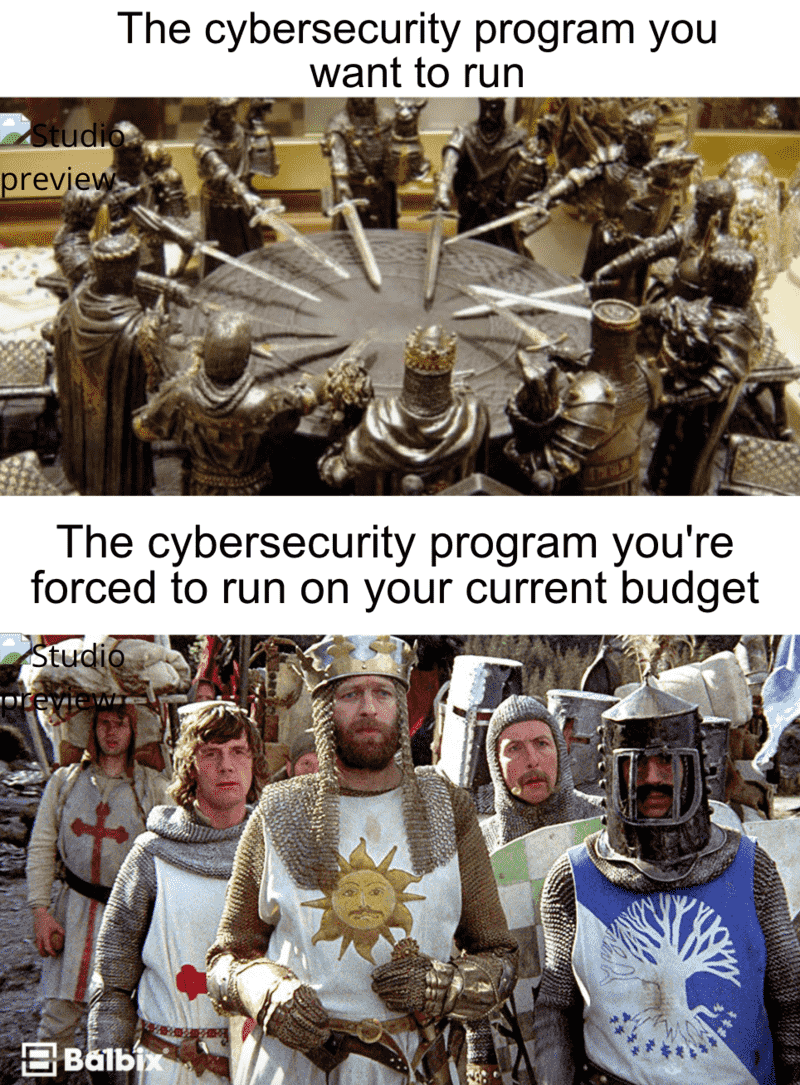 The cybersecurity program you
want to run
Studio
preview
The cybersecurity program you're
forced to run on your current budget
Studio
preview
Balbix